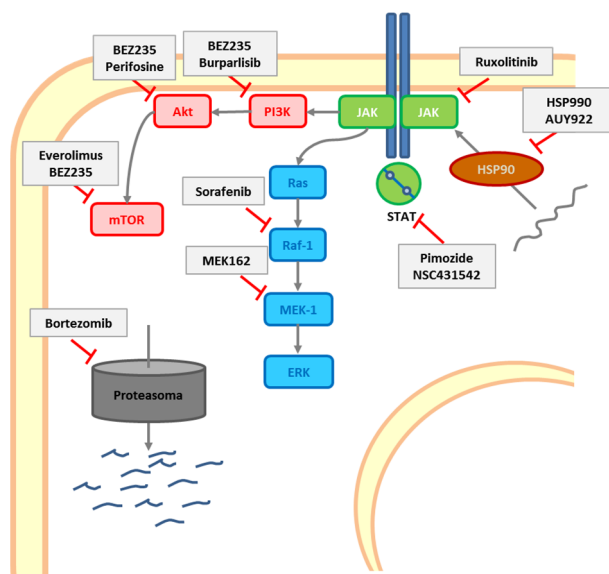 BEZ235
Perifosine
BEZ235
Burparlisib
Ruxolitinib
HSP990
AUY922
Akt
PI3K
JAK
JAK
Everolimus
BEZ235
HSP90
Ras
Sorafenib
mTOR
STAT
Raf-1
MEK162
Pimozide
NSC431542
MEK-1
Bortezomib
ERK
Proteasoma